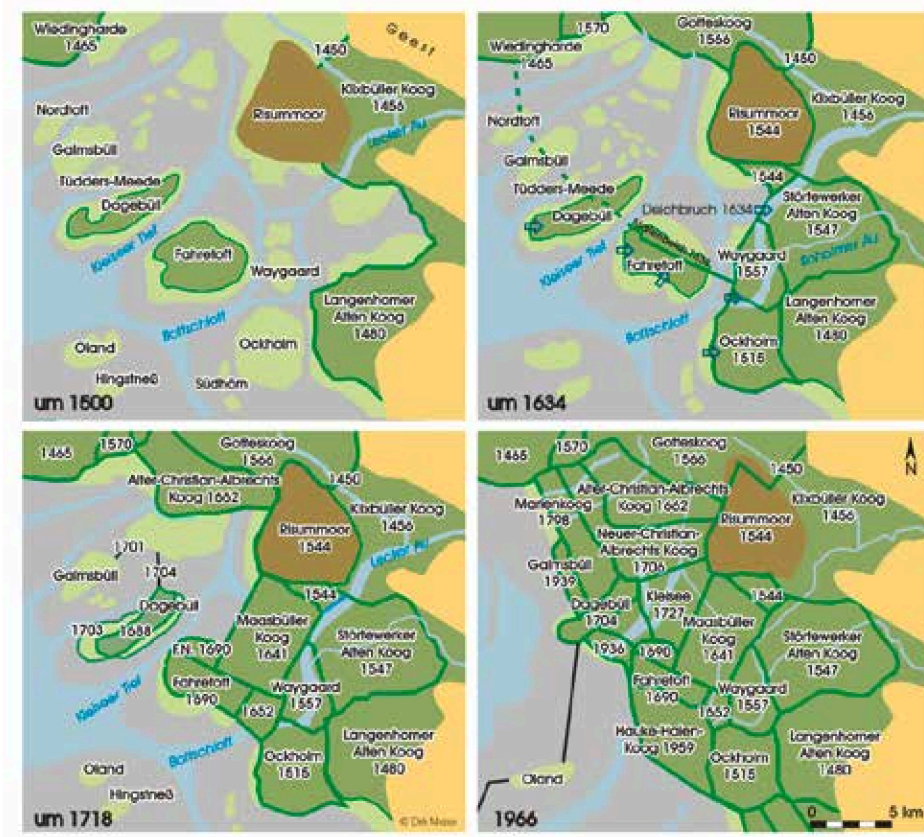 Wiedingharde
1465
1450
Geest
Klixbüller Koog
1456
Risummoor
Lecker Au
Nordtoft
Galmsbüll
Tüdders-Meede
Dagebüll
Kleiseer Tief
Fahretoft
Waygaard
Langenhorner
Alten Koog
1480
Bottschlott
Ockholm
Oland
Hingstneß
Südhörn
um 1500
1570
Gotteskoog
1566
Wiedingharde
1465
1450
Klixbüller Koog
1456
Risummoor
1544
Nordtoft
Galmsbüll
Tüdders-Meede
1544
Störtewerker
Alten Koog
1547
Dagebüll
Deichbruch 1634
Kleiseer Tief
Fahretoft
Waygaard
1557
Soholmer Au
Langenhorner
Alten Koog
1480
Bottschlott
Ockholm
1515
um 1634
1465
1570
Gotteskoog
1566
1450
Alter-Christian-Albrechts
Koog 1662
Klixbüller Koog
1456
Risummoor
1544
Lecker Au
1701
1704
Galmsbüll
Dagebüll
1703
1688
1544
Maasbüller
Koog
1641
Störtewerker
Alten Koog
1547
F.N. 1690
Fahretoft
1690
Kleiseer Tief
Waygaard
1557
1652
Bottschlott
Langenhorner
Alten Koog
1480
Ockholm
1515
Oland
Hingstneß
um 1718
© Dirk Meier
1465
1570
Gotteskoog
1566
N
1450
Alter-Christian-Albrechts
Koog 1662
Marienkoog
1798
Klixbüller Koog
1456
Risummoor
1544
Neuer-Christian-
Albrechts Koog
1706
Galmsbüll
1939
Kleisee
1727
1544
Dagebüll
1704
Maasbüller
Koog
1641
Störtewerker
Alten Koog
1547
1936
1690
Fahretoft
1690
Waygaard
1557
1652
Hauke-Haien-
Koog 1959
Ockholm
1515
Langenhorner
Alten Koog
1480
Oland
1966
0 5 km